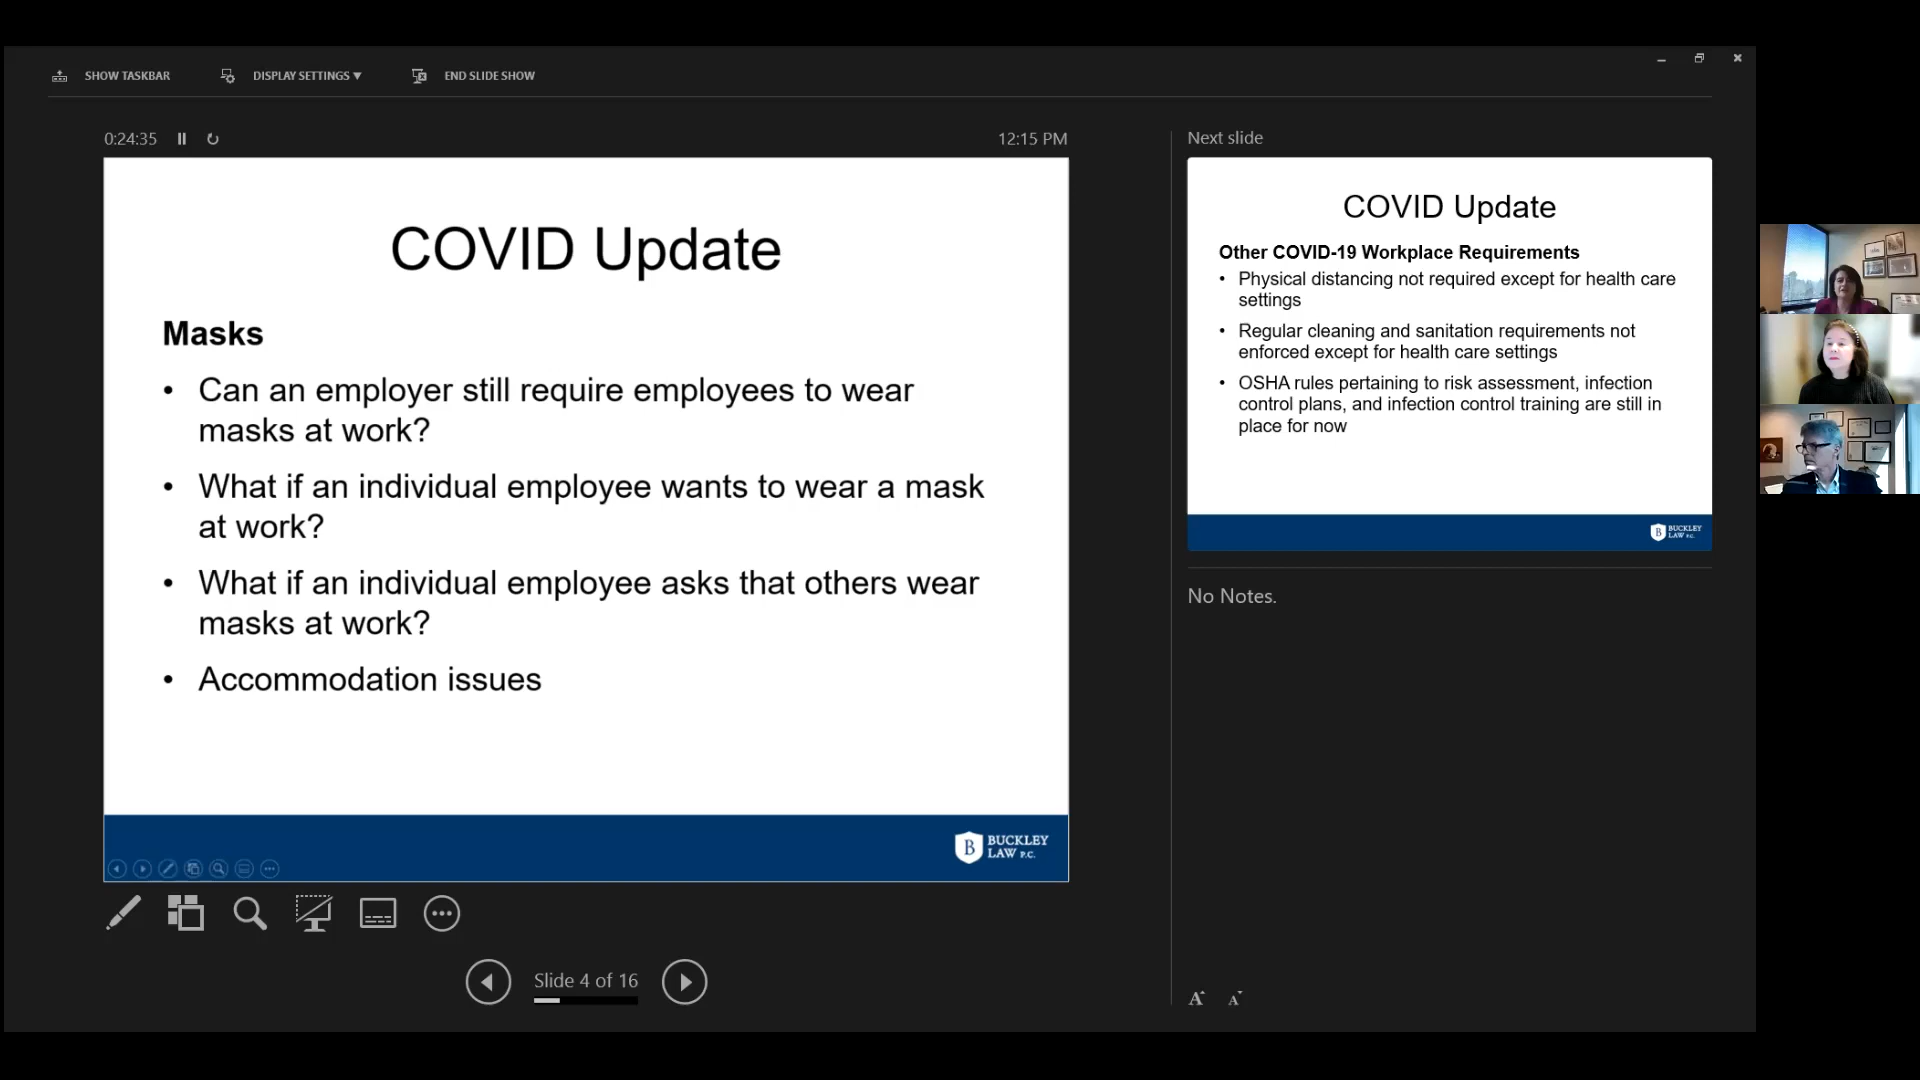 SHOW TASKBAR
DISPLAY SETTINGS ▾
END SLIDE SHOW
0:24:35
12:15 PM
COVID Update
Masks
• Can an employer still require employees to wear
masks at work?
• What if an individual employee wants to wear a mask
at work?
• What if an individual employee asks that others wear
masks at work?
• Accommodation issues
B BUCKLEY
LAW P.C.
Slide 4 of 16
Next slide
COVID Update
Other COVID-19 Workplace Requirements
• Physical distancing not required except for health care
settings
• Regular cleaning and sanitation requirements not
enforced except for health care settings
• OSHA rules pertaining to risk assessment, infection
control plans, and infection control training are still in
place for now
B BUCKLEY
LAW P.C.
No Notes.
A A